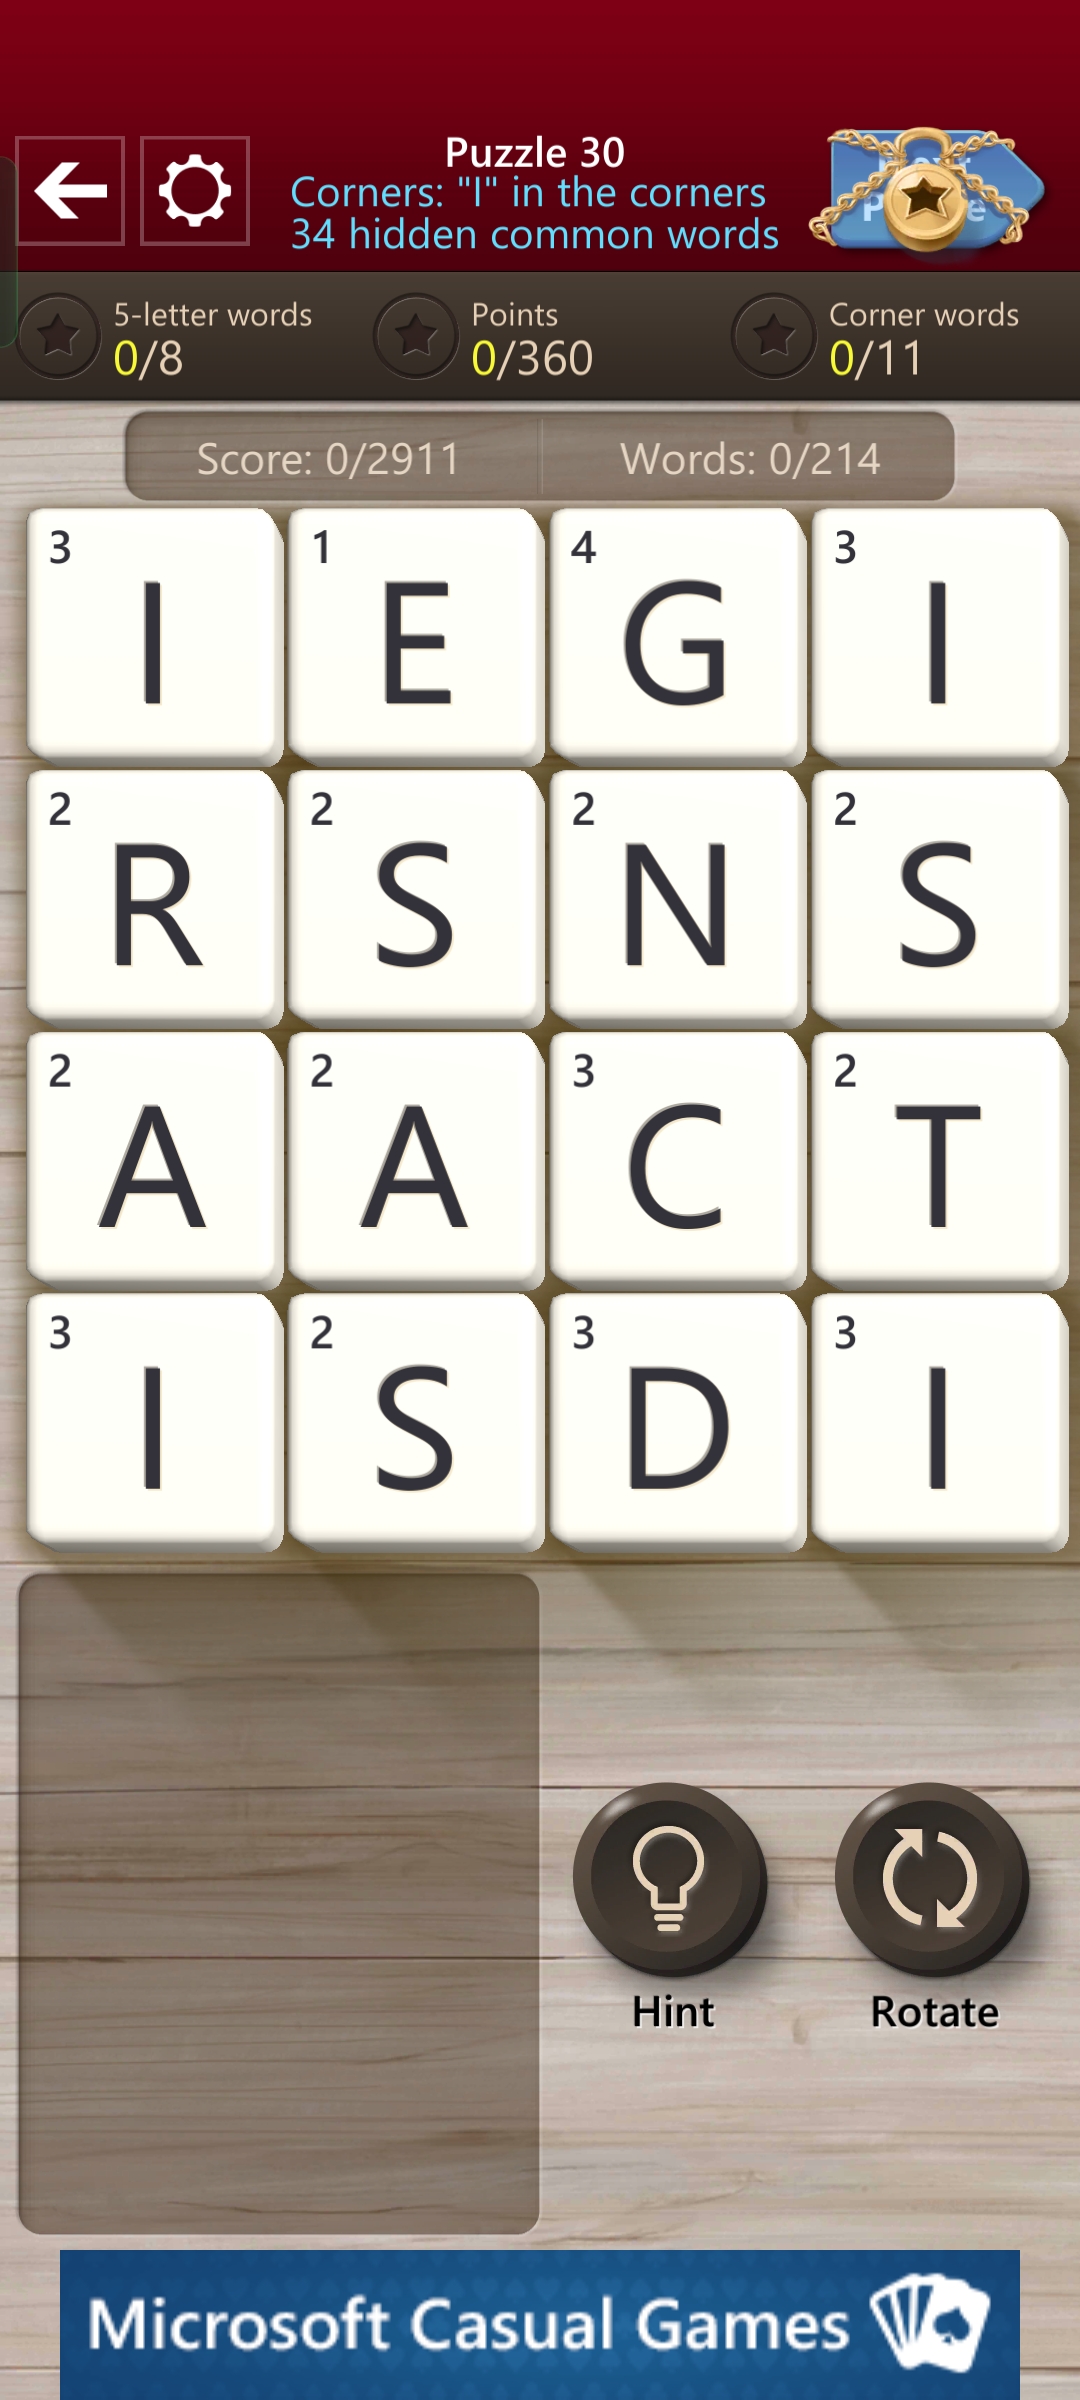 Puzzle 30
Corners: "I" in the corners
34 hidden common words
5-letter words
0/8
Points
0/360
Corner words
0/11
Score: 0/2911
Words: 0/214
3 I 1 E 4 G 3 I
2 R 2 S 2 N 2 S
2 A 2 A 3 C 2 T
3 I 2 S 3 D 3 I
Hint
Rotate
Microsoft Casual Games